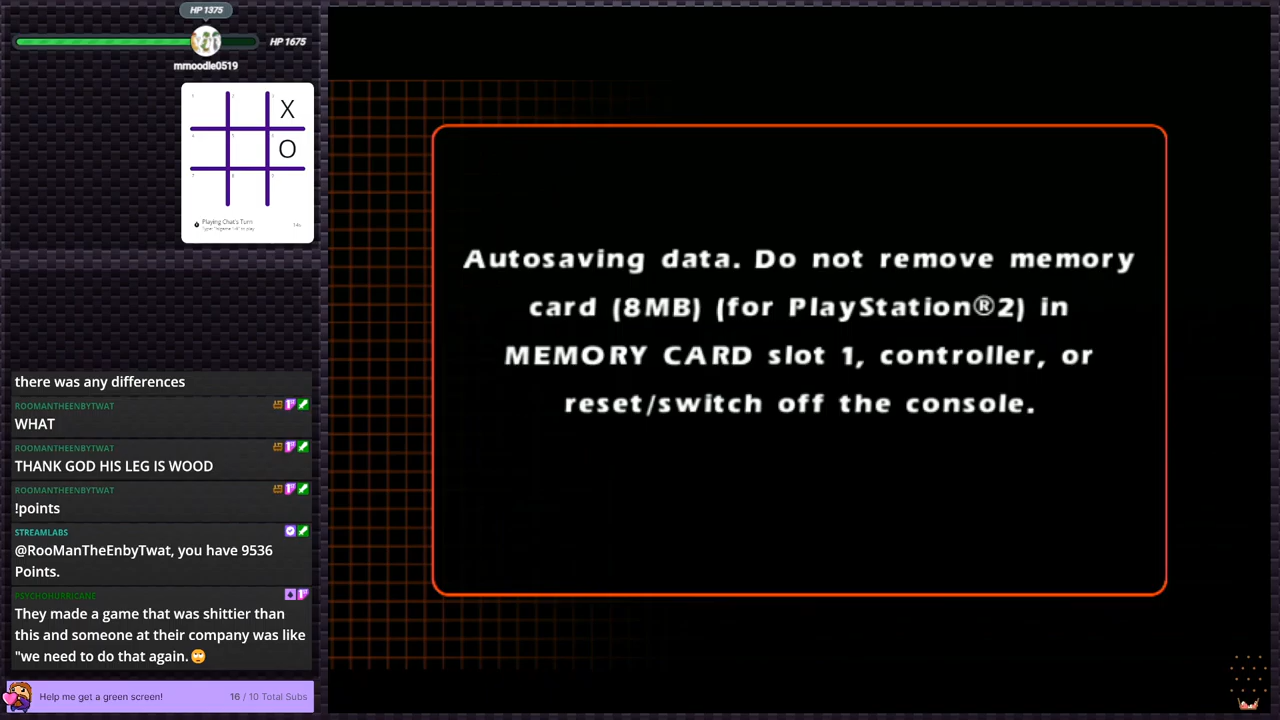 HP 1375
HP 1675
mmoodle0519
X
O
Playing Chat's Turn
14s
there was any differences
ROOMANTHEENBYTWAT
WHAT
ROOMANTHEENBYTWAT
THANK GOD HIS LEG IS WOOD
ROOMANTHEENBYTWAT
!points
STREAMLABS
@RooManTheEnbyTwat, you have 9536
Points.
PSYCHOHURRICANE
They made a game that was shittier than
this and someone at their company was like
"we need to do that again.🙄
Help me get a green screen!
16 / 10 Total Subs
Autosaving data. Do not remove memory
card (8MB) (for PlayStation®2) in
MEMORY CARD slot 1, controller, or
reset/switch off the console.